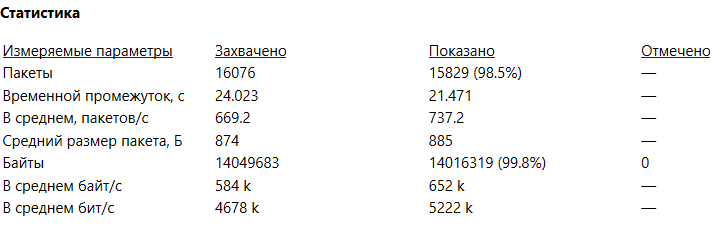 Статистика
Измеряемые параметры Захвачено Показано Отмечено
Пакеты 16076 15829 (98.5%) —
Временной промежуток, с 24.023 21.471 —
В среднем, пакетов/с 669.2 737.2 —
Средний размер пакета, Б 874 885 —
Байты 14049683 14016319 (99.8%) 0
В среднем байт/с 584 k 652 k —
В среднем бит/с 4678 k 5222 k —